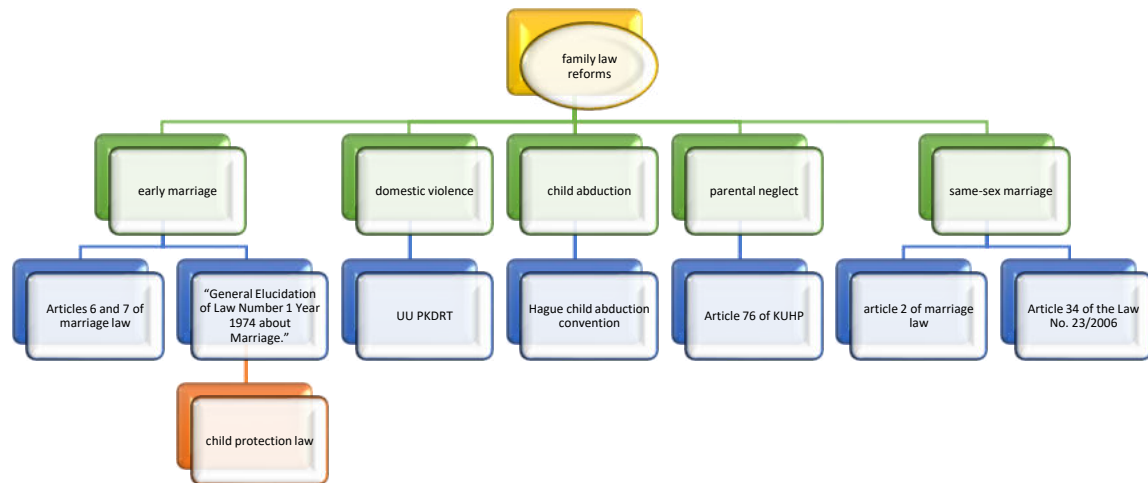 family law
reforms
early marriage
domestic violence
child abduction
parental neglect
same-sex marriage
Articles 6 and 7 of
marriage law
“General Elucidation
of Law Number 1 Year
1974 about
Marriage.”
UU PKDRT
Hague child abduction
convention
Article 76 of KUHP
article 2 of marriage
law
Article 34 of the Law
No. 23/2006
child protection law